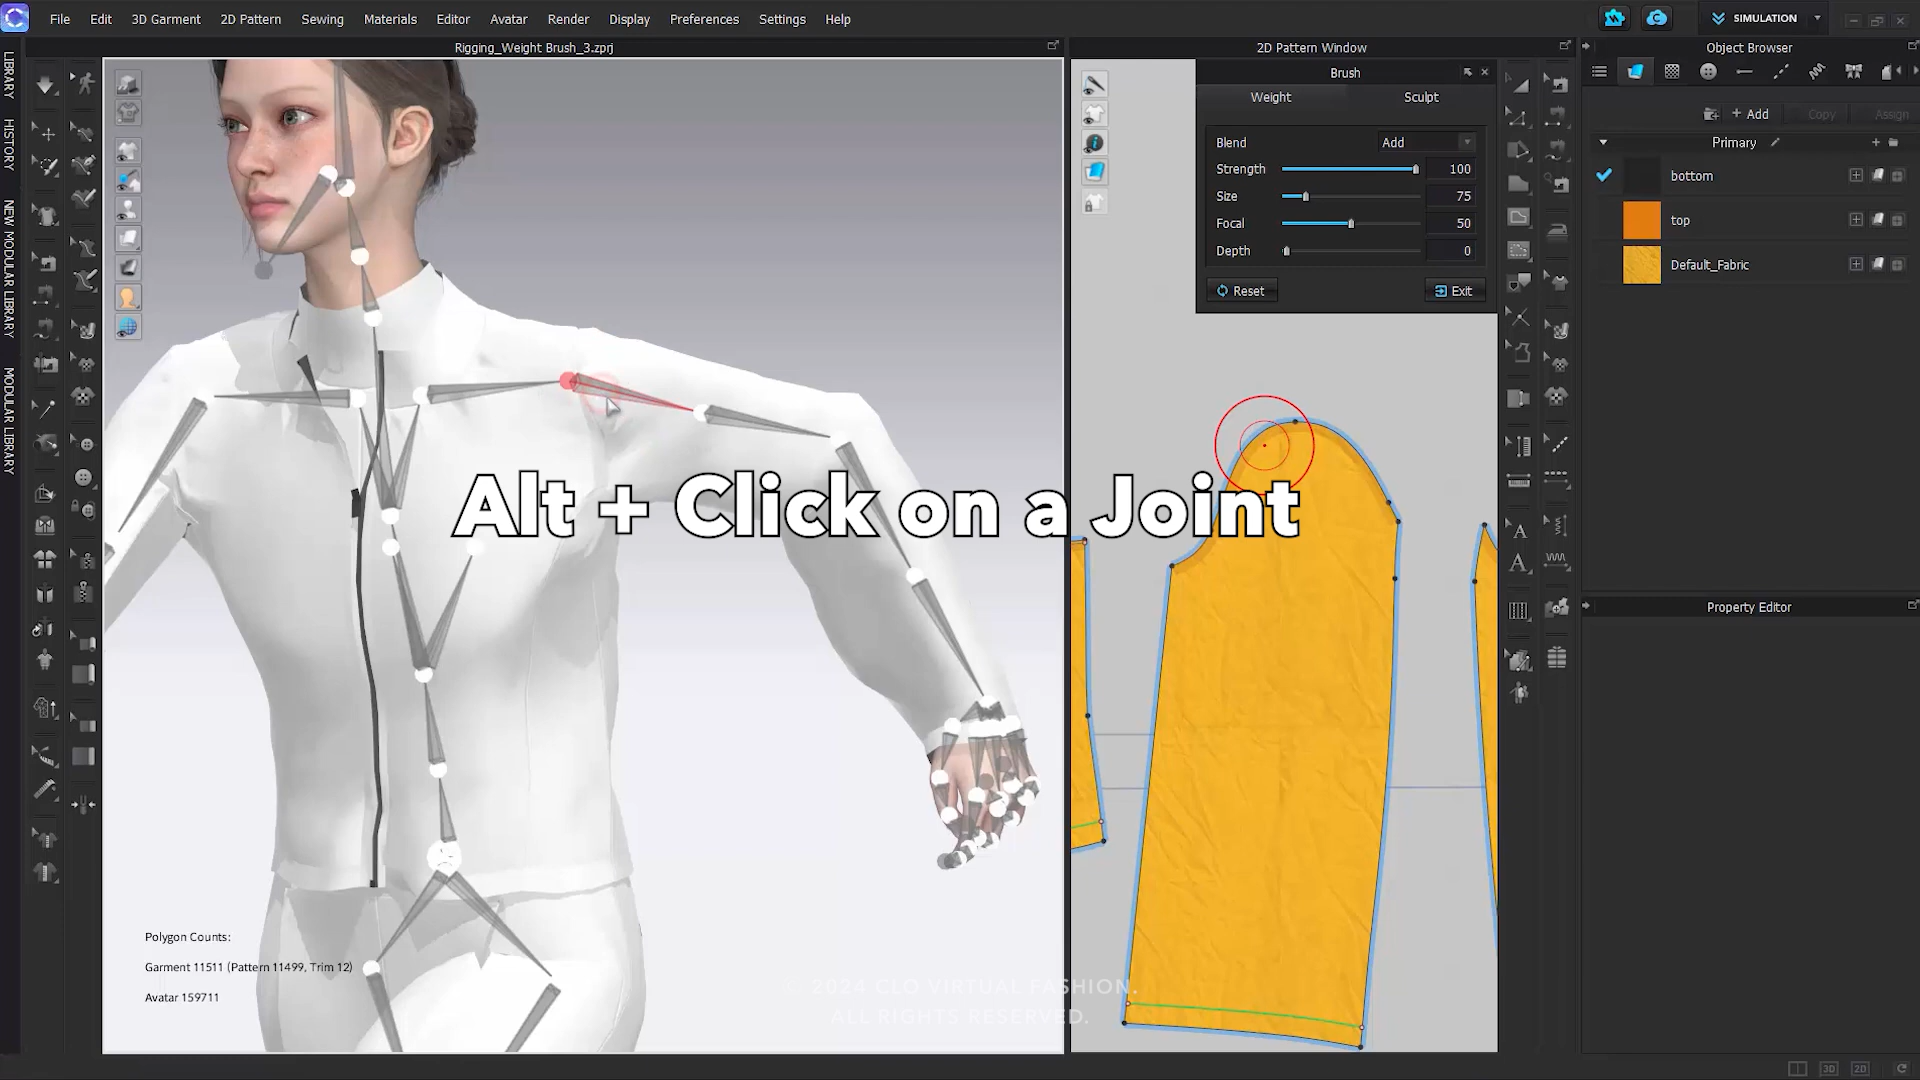 File Edit 3D Garment 2D Pattern Sewing Materials Editor Avatar Render Display Preferences Settings Help
SIMULATION
Rigging_Weight Brush_3.zprj
2D Pattern Window
Object Browser
LIBRARY
HISTORY
NEW MODULAR LIBRARY
MODULAR LIBRARY
Brush
Weight Sculpt
Blend Add
Strength 100
Size 75
Focal 50
Depth 0
Reset Exit
+ Add Copy Assign
Primary
bottom
top
Default_Fabric
Alt + Click on a Joint
Property Editor
Polygon Counts:
Garment 11511 (Pattern 11499, Trim 12)
Avatar 159711
© 2024 CLO VIRTUAL FASHION.
ALL RIGHTS RESERVED.
3D 2D